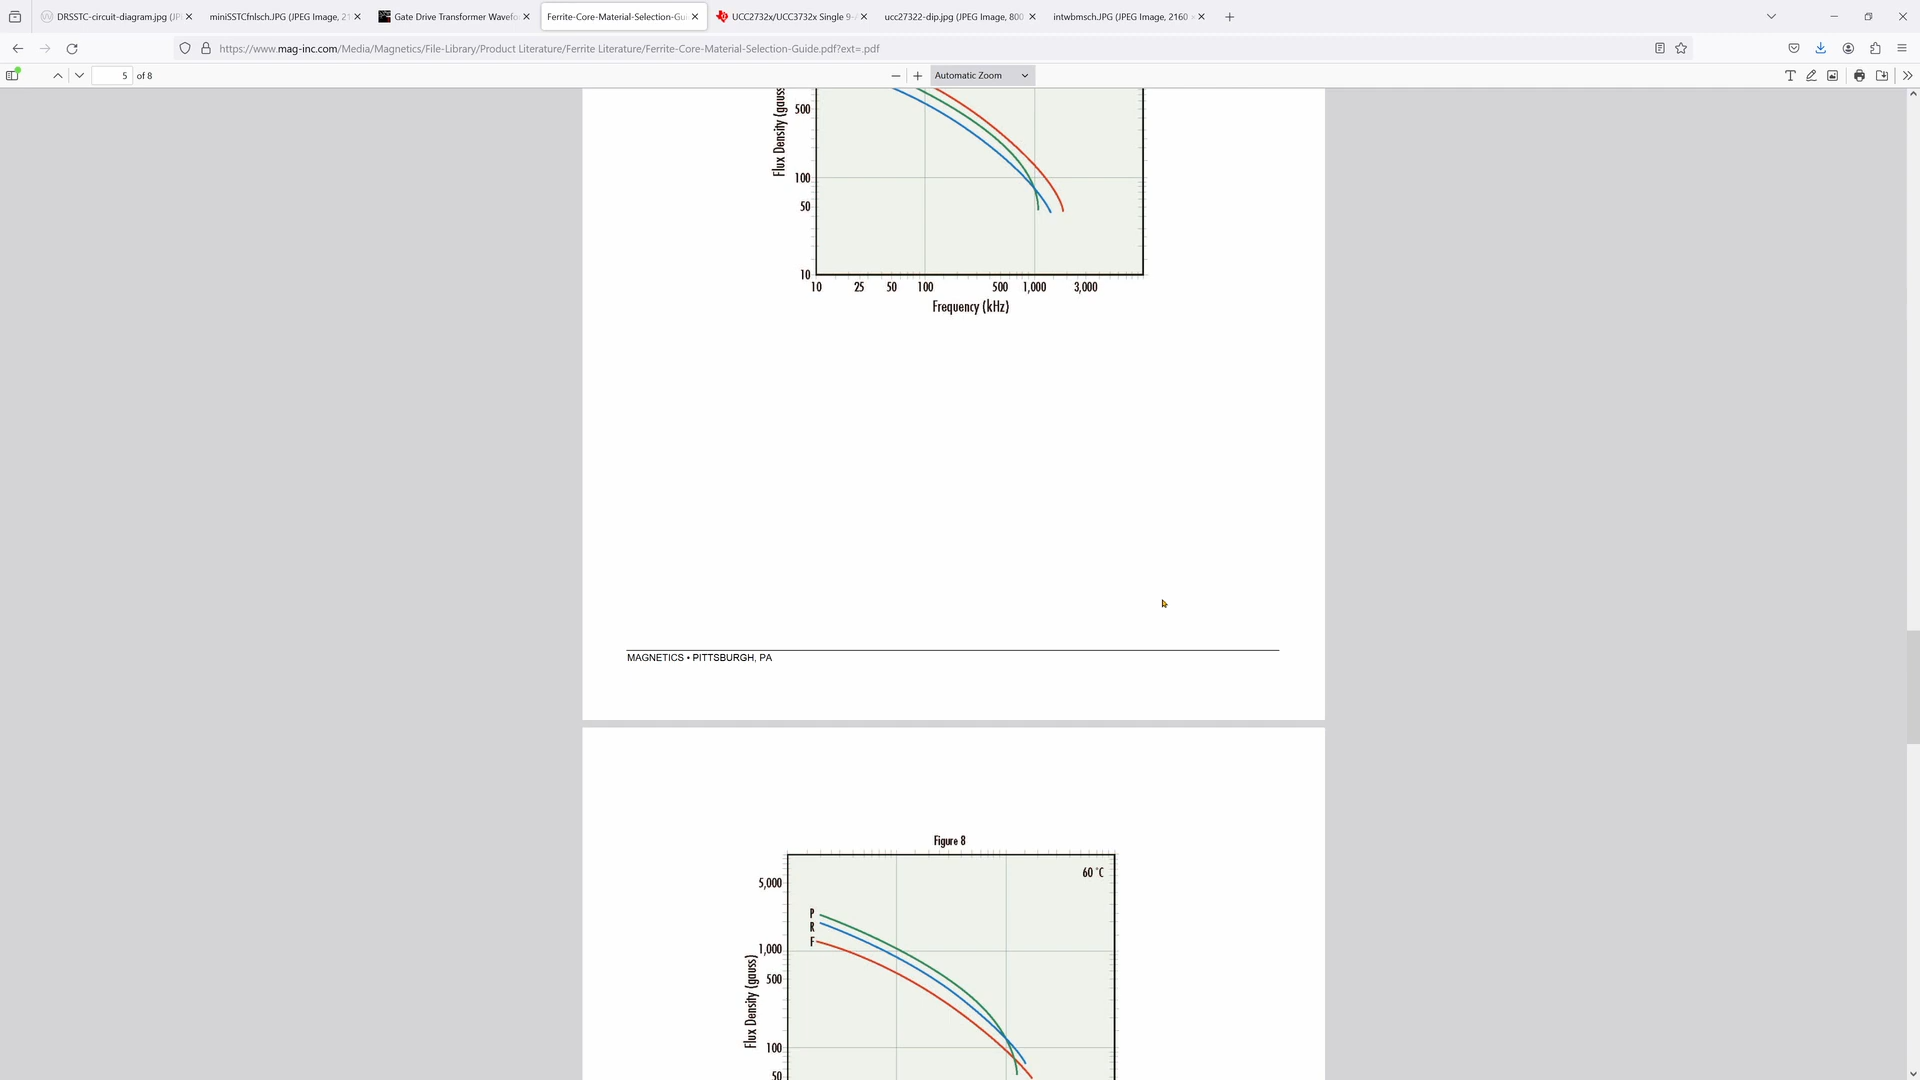 DRSSTC-circuit-diagram.jpg (JP
miniSSTCfnlsch.JPG (JPEG Image, 21
Gate Drive Transformer Wavefo
Ferrite-Core-Material-Selection-Gui
UCC2732x/UCC3732x Single 9-
ucc27322-dip.jpg (JPEG Image, 800
intwbmsch.JPG (JPEG Image, 2160
https://www.mag-inc.com/Media/Magnetics/File-Library/Product Literature/Ferrite Literature/Ferrite-Core-Material-Selection-Guide.pdf?ext=.pdf
5 of 8
Automatic Zoom
Flux Density (gauss
500
100
50
10
10 25 50 100 500 1,000 3,000
Frequency (kHz)
MAGNETICS • PITTSBURGH, PA
Figure 8
60 °C
5,000
P
R
F
1,000
Flux Density (gauss)
500
100
50